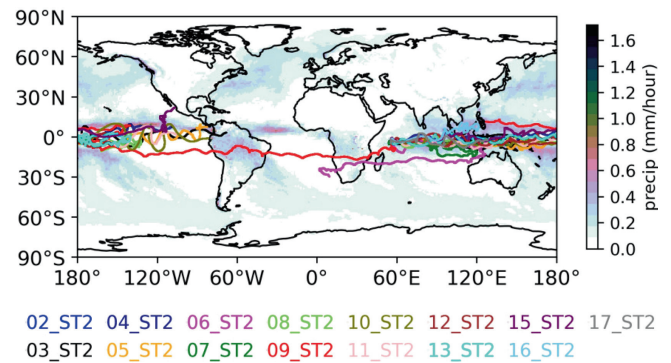 90°N
60°N
30°N
0°
30°S
60°S
90°S
180° 120°W 60°W 0° 60°E 120°E 180°
1.6
1.4
1.2
1.0
0.8
0.6
0.4
0.2
0.0
precip (mm/hour)
02_ST2 04_ST2 06_ST2 08_ST2 10_ST2 12_ST2 15_ST2 17_ST2
03_ST2 05_ST2 07_ST2 09_ST2 11_ST2 13_ST2 16_ST2